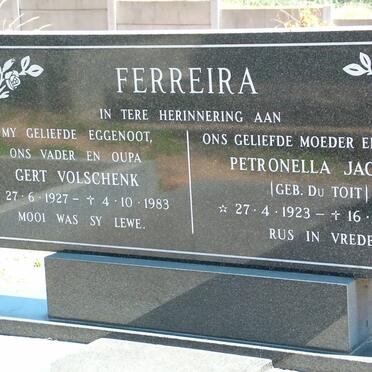 FERREIRA
IN TERE HERINNERING AAN
MY GELIEFDE EGGENOOT,
ONS VADER EN OUPA
GERT VOLSCHENK
27-6-1927 - ✝ 4-10-1983
MOOI WAS SY LEWE.
ONS GELIEFDE MOEDER E
PETRONELLA JAC
(GEB. DU TOIT)
☆ 27-4-1923 - ✝ 16-
RUS IN VREDE